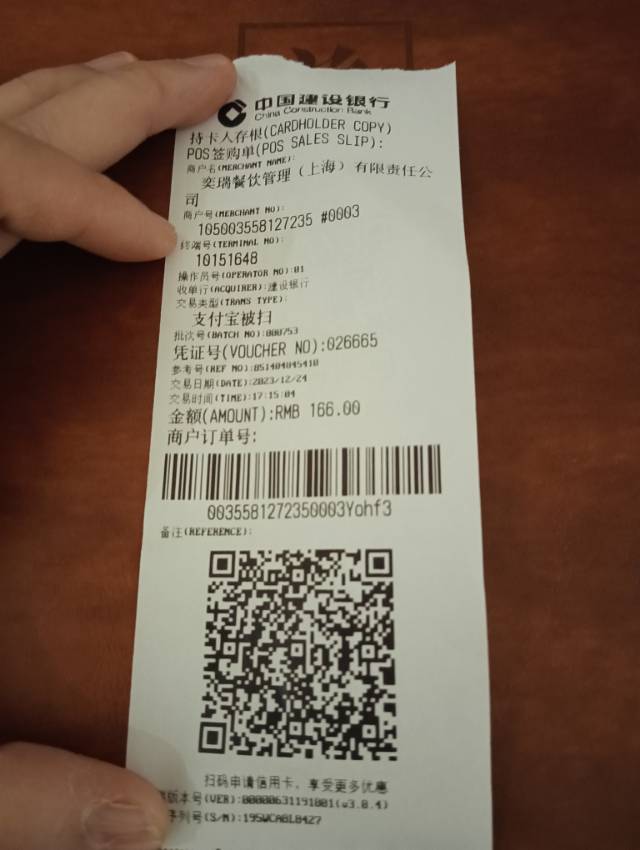 中国建设银行
China Construction Bank
持卡人存根(CARDHOLDER COPY)
POS签购单(POS SALES SLIP):
商户名(MERCHANT NAME):
奕瑞餐饮管理（上海）有限责任公
司
商户号(MERCHANT NO):
105003558127235 #0003
终端号(TERMINAL NO):
10151648
操作员号(OPERATOR NO):01
收单行(ACQUIRER):建设银行
交易类型(TRANS TYPE):
支付宝被扫
批次号(BATCH NO):000753
凭证号(VOUCHER NO):026665
参考号(REF NO):051404045410
交易日期(DATE):2023/12/24
交易时间(TIME):17:15:04
金额(AMOUNT):RMB 166.00
商户订单号:
0035581272350003Yohf3
备注(REFERENCE):
扫码申请信用卡，享受更多优惠
版本号(VER):00000631191001(v3.0.4)
序列号(S/N):195WCA8L8427